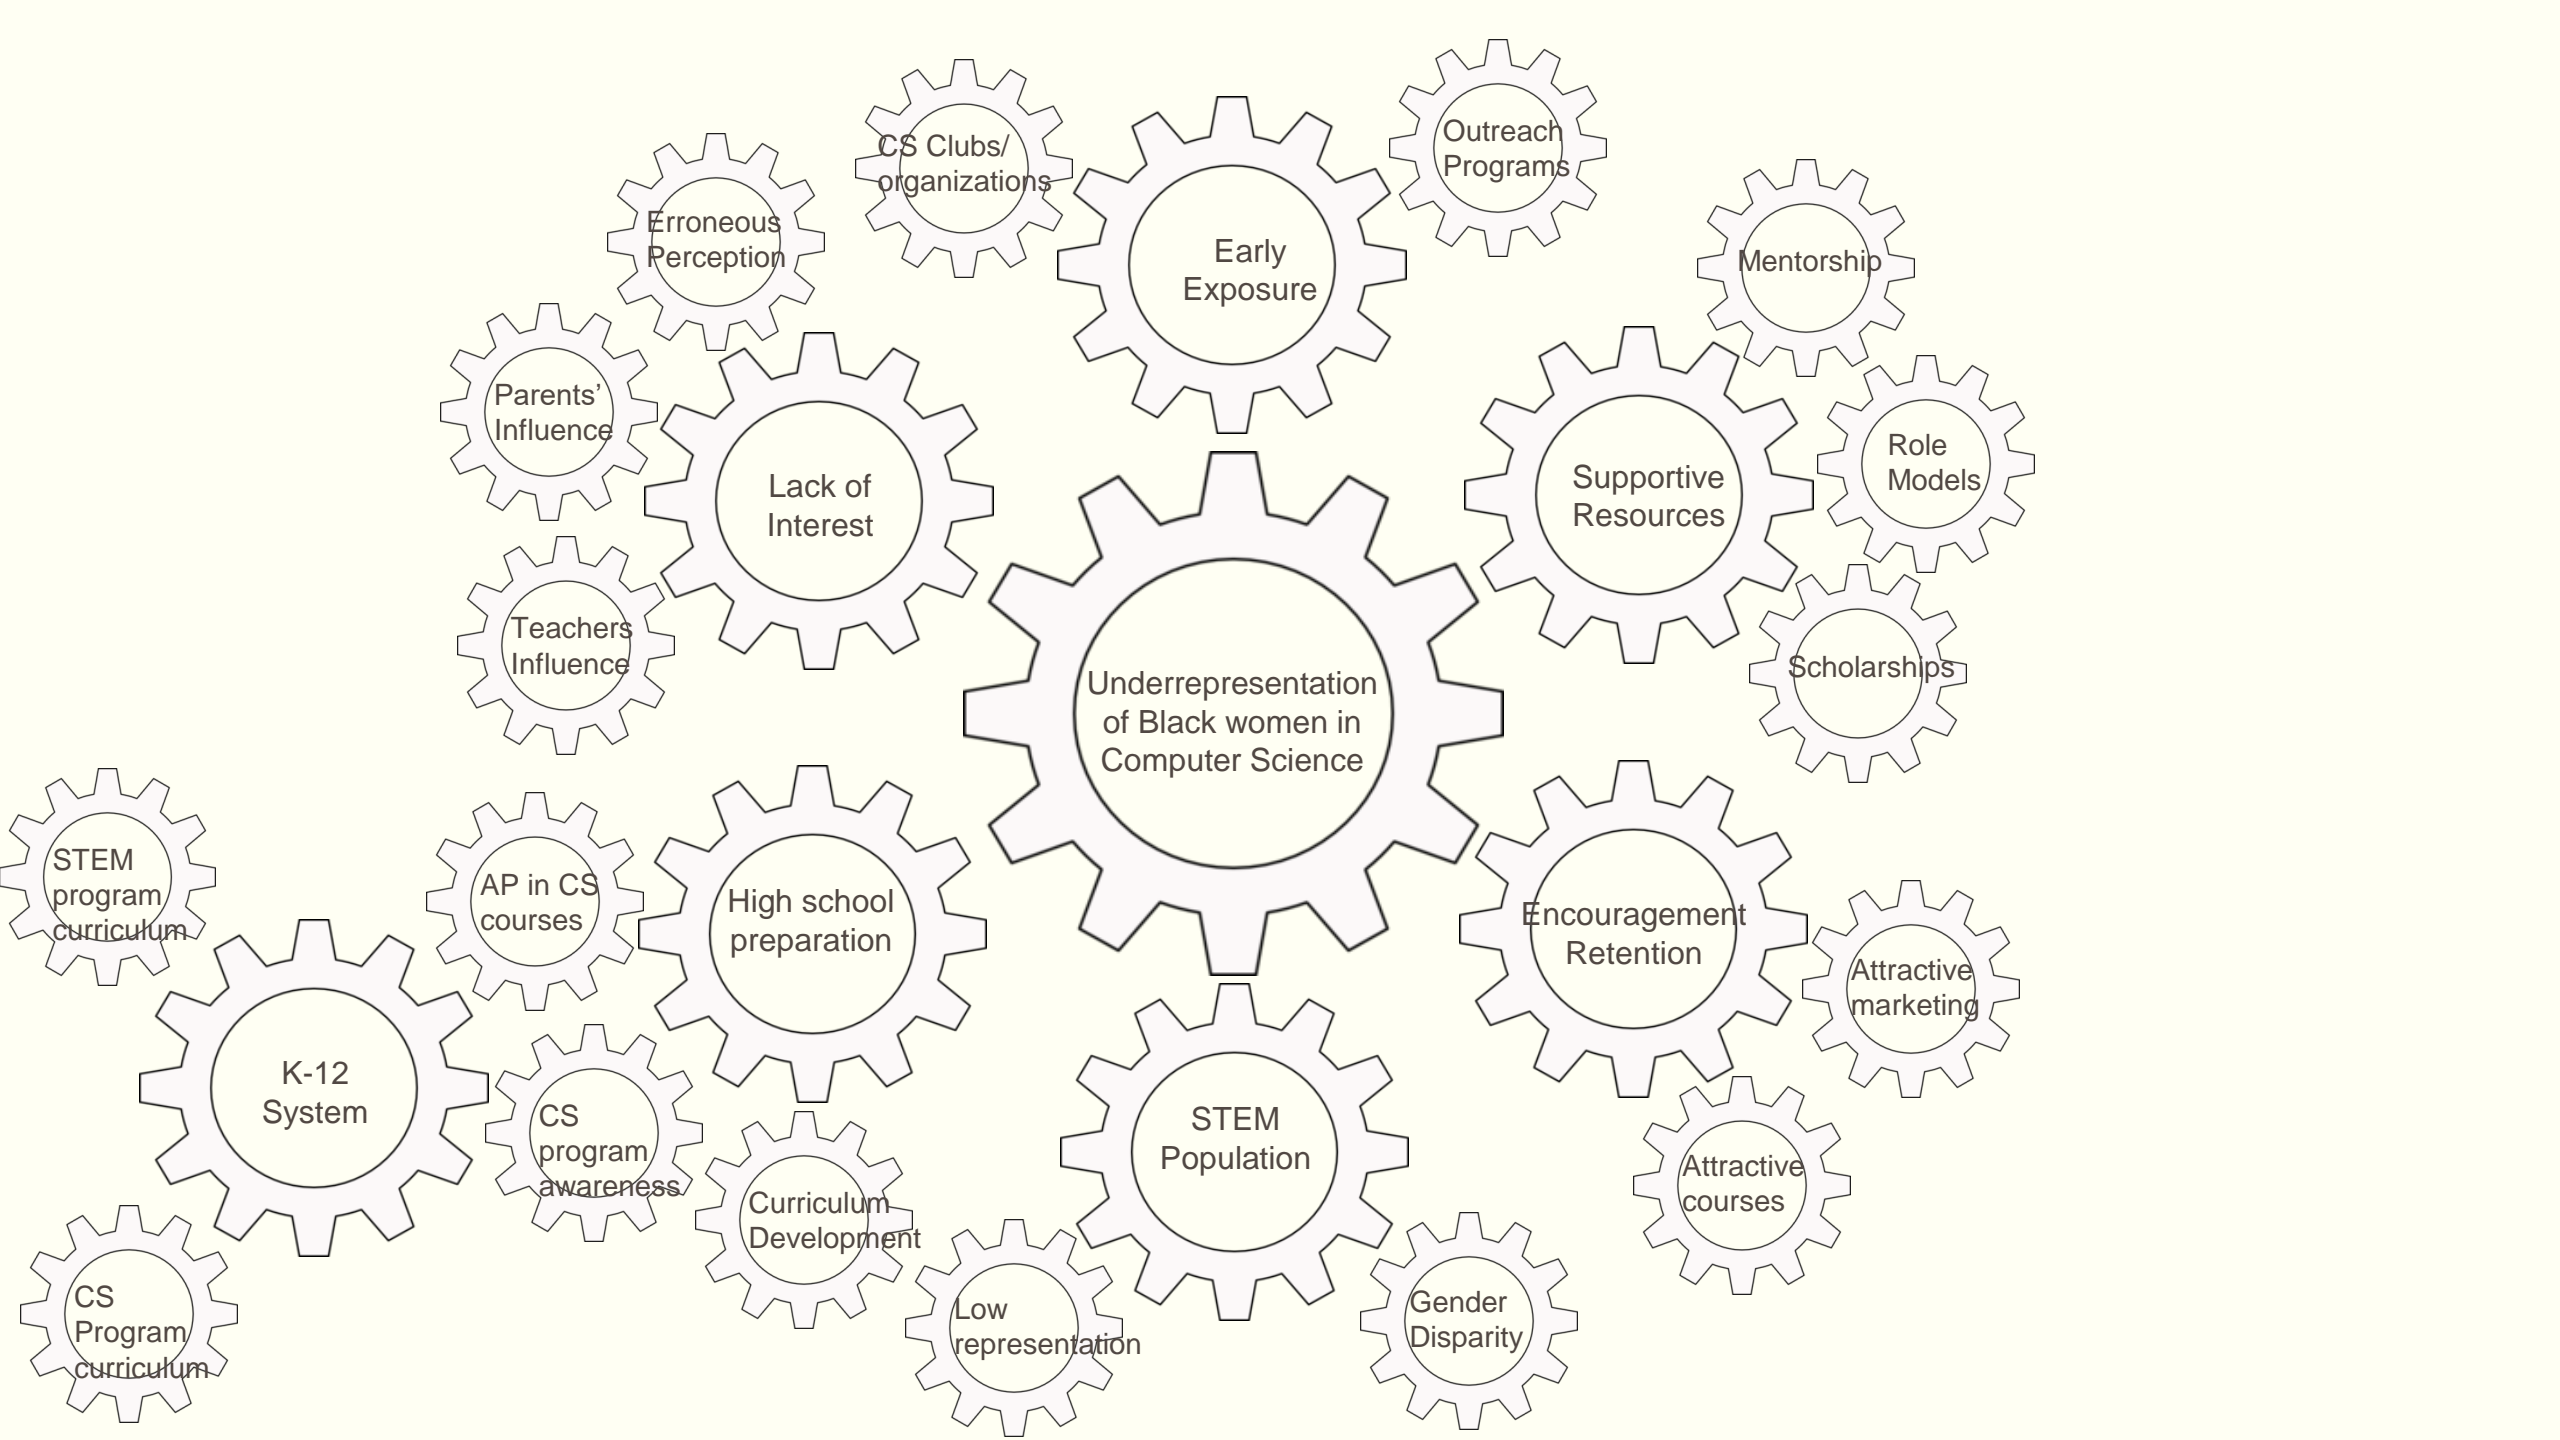 Outreach
Programs
CS Clubs/
organizations
Erroneous
Perception
Early
Exposure
Mentorship
Parents’
Influence
Lack of
Interest
Supportive
Resources
Role
Models
Teachers
Influence
Underrepresentation
of Black women in
Computer Science
Scholarships
STEM
program
curriculum
AP in CS
courses
High school
preparation
Encouragement
Retention
Attractive
marketing
K-12
System
CS
program
awareness
STEM
Population
Attractive
courses
Curriculum
Development
CS
Program
curriculum
Low
representation
Gender
Disparity